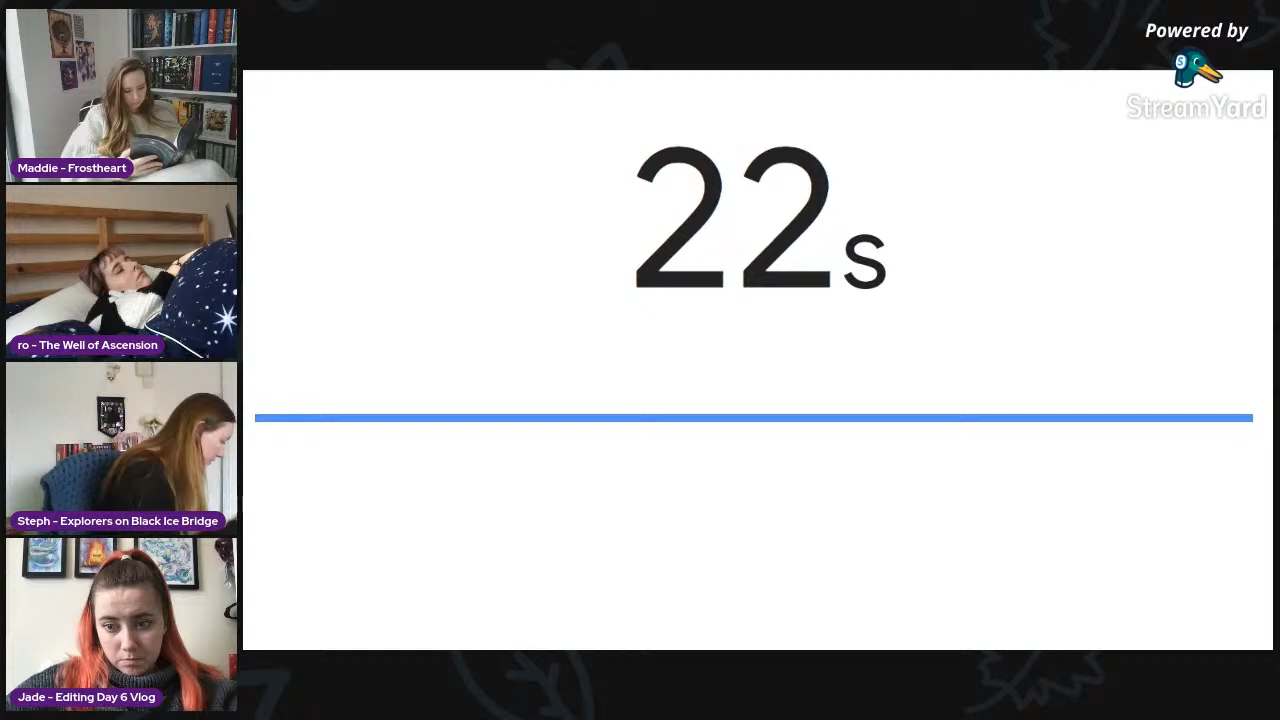 Powered by
StreamYard
22s
Maddie - Frostheart
ro - The Well of Ascension
Steph - Explorers on Black Ice Bridge
Jade - Editing Day 6 Vlog